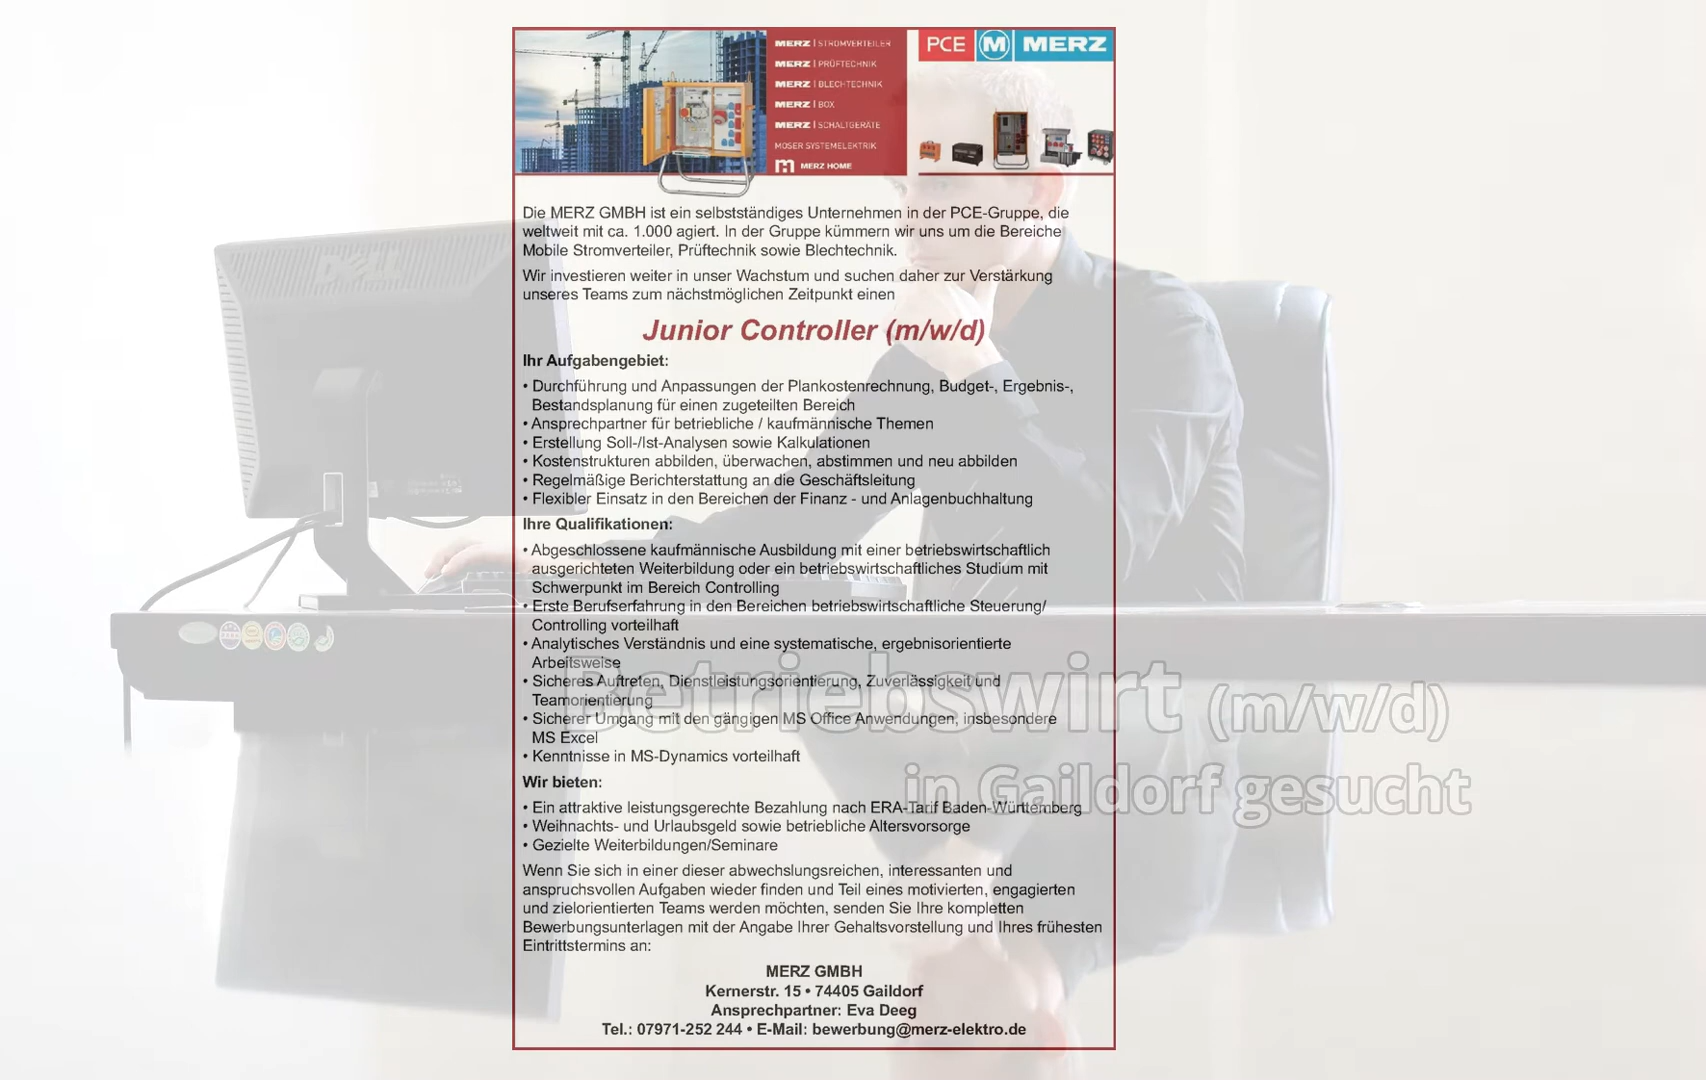 MERZ | STROMVERTEILER
MERZ | PRÜFTECHNIK
MERZ | BLECHTECHNIK
MERZ | BOX
MERZ | SCHALTGERÄTE
MOSER SYSTEMELEKTRIK
m MERZ HOME
PCE M MERZ
DELL
Die MERZ GMBH ist ein selbstständiges Unternehmen in der PCE-Gruppe, die
weltweit mit ca. 1.000 agiert. In der Gruppe kümmern wir uns um die Bereiche
Mobile Stromverteiler, Prüftechnik sowie Blechtechnik.
Wir investieren weiter in unser Wachstum und suchen daher zur Verstärkung
unseres Teams zum nächstmöglichen Zeitpunkt einen
Junior Controller (m/w/d)
Ihr Aufgabengebiet:
• Durchführung und Anpassungen der Plankostenrechnung, Budget-, Ergebnis-,
Bestandsplanung für einen zugeteilten Bereich
• Ansprechpartner für betriebliche / kaufmännische Themen
• Erstellung Soll-/Ist-Analysen sowie Kalkulationen
• Kostenstrukturen abbilden, überwachen, abstimmen und neu abbilden
• Regelmäßige Berichterstattung an die Geschäftsleitung
• Flexibler Einsatz in den Bereichen der Finanz - und Anlagenbuchhaltung
Ihre Qualifikationen:
• Abgeschlossene kaufmännische Ausbildung mit einer betriebswirtschaftlich
ausgerichteten Weiterbildung oder ein betriebswirtschaftliches Studium mit
Schwerpunkt im Bereich Controlling
• Erste Berufserfahrung in den Bereichen betriebswirtschaftliche Steuerung/
Controlling vorteilhaft
• Analytisches Verständnis und eine systematische, ergebnisorientierte
Arbeitsweise
• Sicheres Auftreten, Dienstleistungsorientierung, Zuverlässigkeit und
Teamorientierung
• Sicherer Umgang mit den gängigen MS Office Anwendungen, insbesondere
MS Excel
• Kenntnisse in MS-Dynamics vorteilhaft
Betriebswirt (m/w/d)
in Gaildorf gesucht
Wir bieten:
• Ein attraktive leistungsgerechte Bezahlung nach ERA-Tarif Baden-Württemberg
• Weihnachts- und Urlaubsgeld sowie betriebliche Altersvorsorge
• Gezielte Weiterbildungen/Seminare
Wenn Sie sich in einer dieser abwechslungsreichen, interessanten und
anspruchsvollen Aufgaben wieder finden und Teil eines motivierten, engagierten
und zielorientierten Teams werden möchten, senden Sie Ihre kompletten
Bewerbungsunterlagen mit der Angabe Ihrer Gehaltsvorstellung und Ihres frühesten
Eintrittstermins an:
MERZ GMBH
Kernerstr. 15 • 74405 Gaildorf
Ansprechpartner: Eva Deeg
Tel.: 07971-252 244 • E-Mail: bewerbung@merz-elektro.de